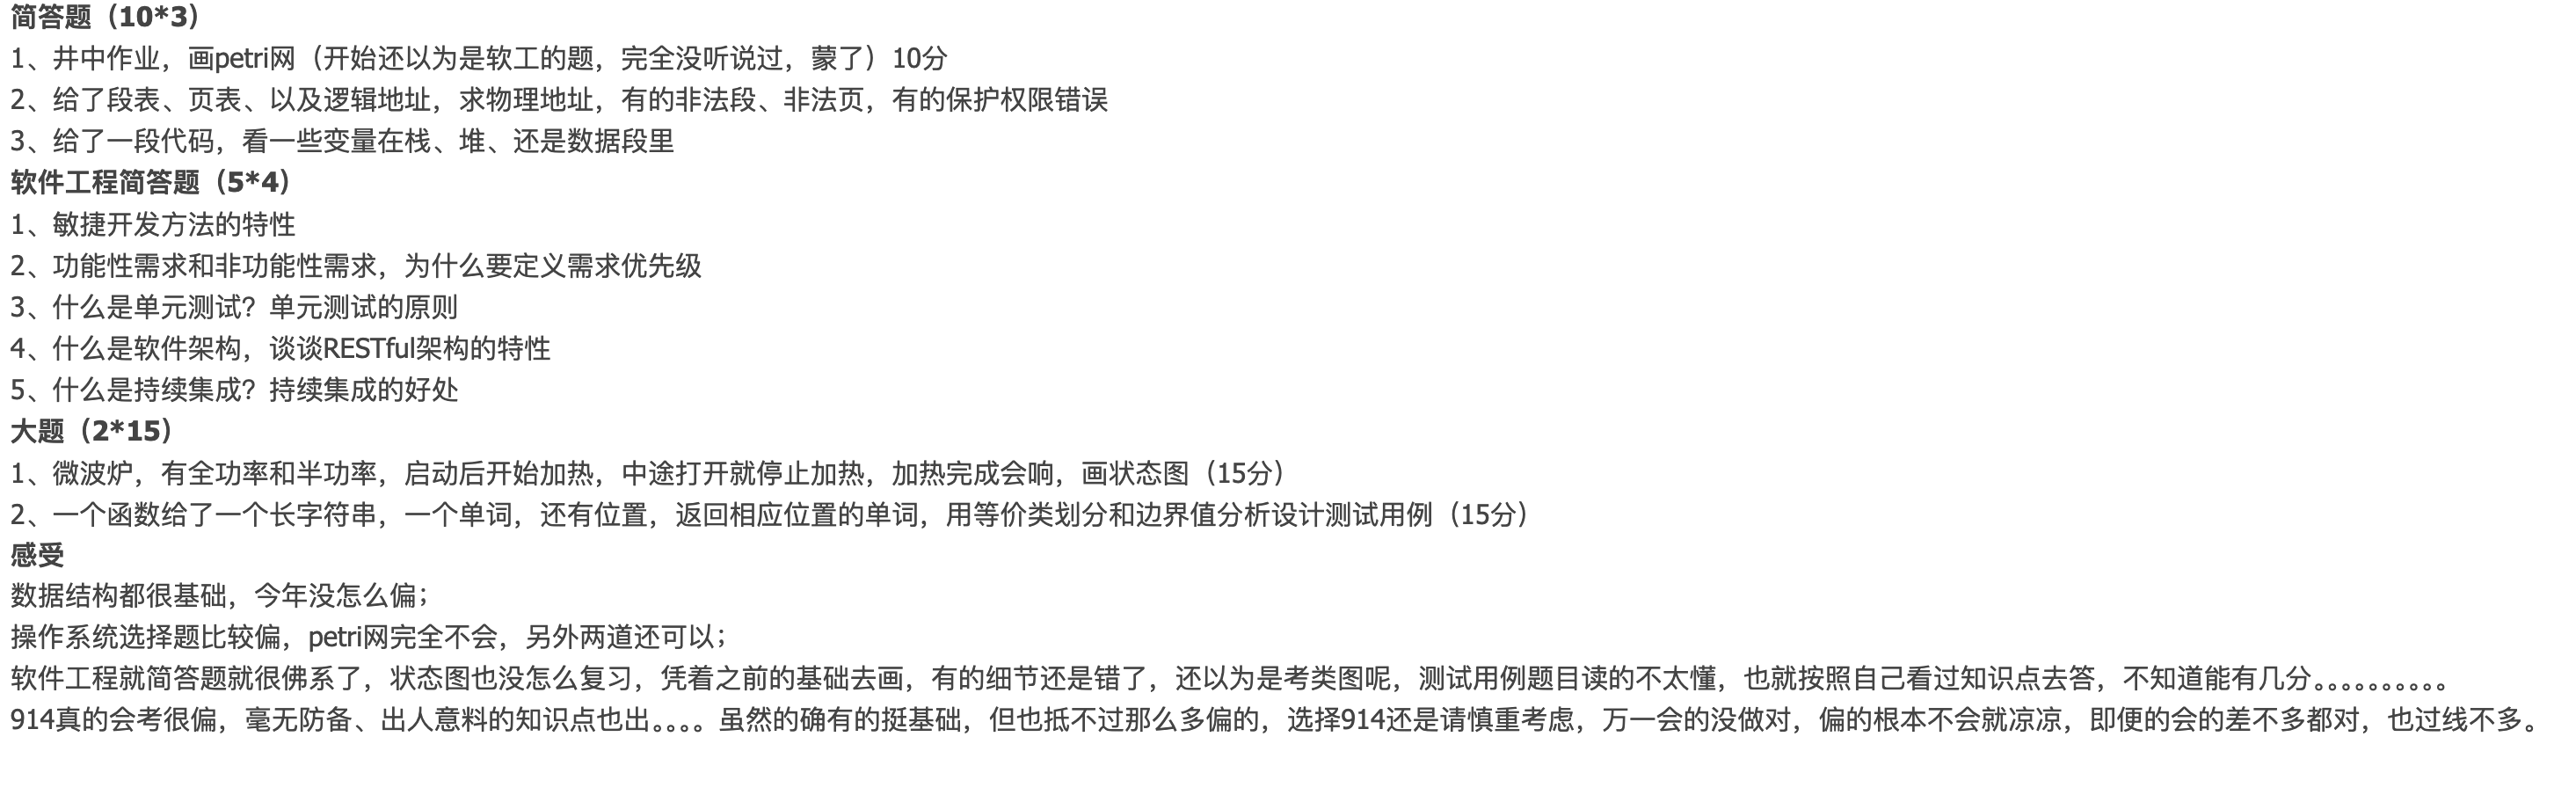 简答题（10*3）
1、井中作业，画petri网（开始还以为是软工的题，完全没听说过，蒙了）10分
2、给了段表、页表、以及逻辑地址，求物理地址，有的非法段、非法页，有的保护权限错误
3、给了一段代码，看一些变量在栈、堆、还是数据段里
软件工程简答题（5*4）
1、敏捷开发方法的特性
2、功能性需求和非功能性需求，为什么要定义需求优先级
3、什么是单元测试？单元测试的原则
4、什么是软件架构，谈谈RESTful架构的特性
5、什么是持续集成？持续集成的好处
大题（2*15）
1、微波炉，有全功率和半功率，启动后开始加热，中途打开就停止加热，加热完成会响，画状态图（15分）
2、一个函数给了一个长字符串，一个单词，还有位置，返回相应位置的单词，用等价类划分和边界值分析设计测试用例（15分）
感受
数据结构都很基础，今年没怎么偏；
操作系统选择题比较偏，petri网完全不会，另外两道还可以；
软件工程就简答题就很佛系了，状态图也没怎么复习，凭着之前的基础去画，有的细节还是错了，还以为是考类图呢，测试用例题目读的不太懂，也就按照自己看过知识点去答，不知道能有几分。。。。。。。。。。
914真的会考很偏，毫无防备、出人意料的知识点也出。。。。虽然的确有的挺基础，但也抵不过那么多偏的，选择914还是请慎重考虑，万一会的没做对，偏的根本不会就凉凉，即便的会的差不多都对，也过线不多。